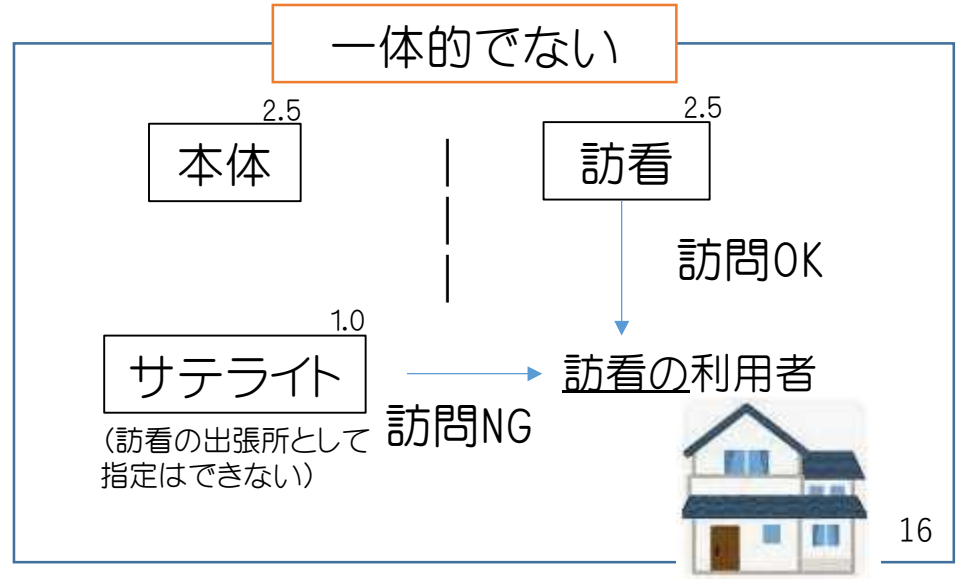 一体的でない
2.5
本体
2.5
訪看
訪問OK
1.0
サテライト
訪看の利用者
訪問NG
(訪看の出張所として
指定はできない)
16